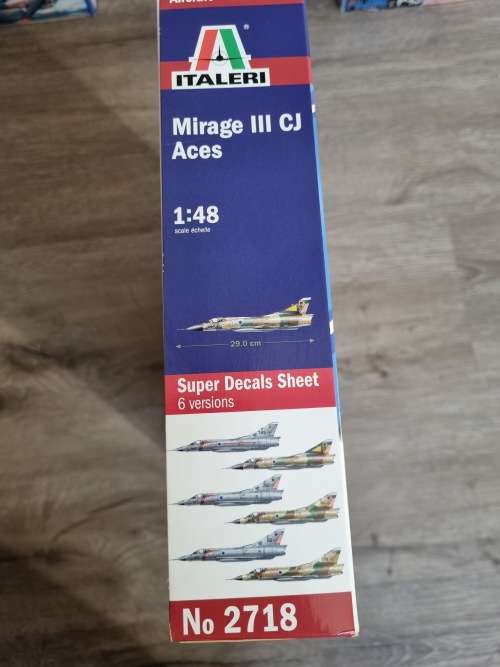 Aircraft
ITALERI
®
Mirage III CJ
Aces
1:48
scale échelle
29.0 cm
Super Decals Sheet
6 versions
No 2718